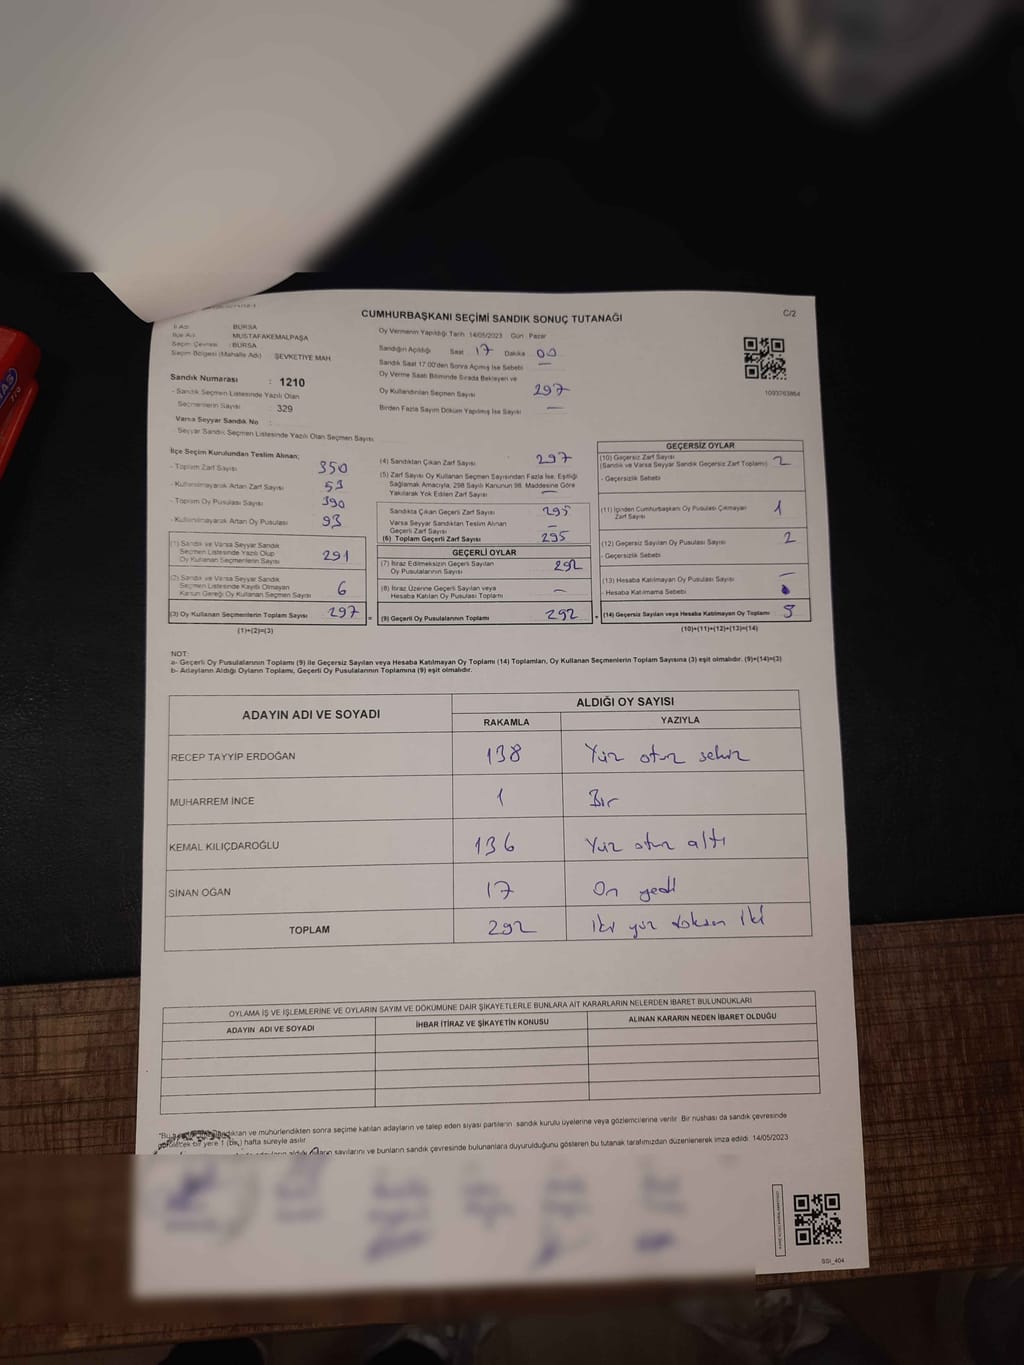 CUMHURBAŞKANI SEÇİMİ SANDIK SONUÇ TUTANAĞI
C/2
İl Adı : BURSA
İlçe Adı : MUSTAFAKEMALPAŞA
Seçim Çevresi : BURSA
Seçim Bölgesi (Mahalle Adı) ŞEVKETİYE MAH.
Sandık Numarası : 1210
- Sandık Seçmen Listesinde Yazılı Olan
Seçmenlerin Sayısı : 329
Varsa Seyyar Sandık No :
- Seyyar Sandık Seçmen Listesinde Yazılı Olan Seçmen Sayısı
Oy Vermenin Yapıldığı Tarih: 14/05/2023 Gün : Pazar
Sandığın Açıldığı Saat 17 Dakika 00
Sandık Saat 17.00'den Sonra Açılmış İse Sebebi —
Oy Verme Saati Bitiminde Sırada Bekleyen ve
Oy Kullandırılan Seçmen Sayısı 297
Birden Fazla Sayım Döküm Yapılmış İse Sayısı —
1093763864
İlçe Seçim Kurulundan Teslim Alınan;
- Toplam Zarf Sayısı 350
- Kullanılmayarak Artan Zarf Sayısı 53
- Toplam Oy Pusulası Sayısı 390
- Kullanılmayarak Artan Oy Pusulası 93
(1) Sandık ve Varsa Seyyar Sandık
Seçmen Listesinde Yazılı Olup
Oy Kullanan Seçmenlerin Sayısı 291
(2) Sandık ve Varsa Seyyar Sandık
Seçmen Listesinde Kayıtlı Olmayan
Kanun Gereği Oy Kullanan Seçmen Sayısı 6
(3) Oy Kullanan Seçmenlerin Toplam Sayısı 297 =
(1)+(2)=(3)
(4) Sandıktan Çıkan Zarf Sayısı 297
(5) Zarf Sayısı Oy Kullanan Seçmen Sayısından Fazla İse, Eşitliği
Sağlamak Amacıyla, 298 Sayılı Kanunun 98. Maddesine Göre
Yakılarak Yok Edilen Zarf Sayısı —
Sandıkta Çıkan Geçerli Zarf Sayısı 295
Varsa Seyyar Sandıktan Teslim Alınan
Geçerli Zarf Sayısı —
(6) Toplam Geçerli Zarf Sayısı 295
GEÇERLİ OYLAR
(7) İtiraz Edilmeksizin Geçerli Sayılan
Oy Pusulalarının Sayısı 292
(8) İtiraz Üzerine Geçerli Sayılan veya
Hesaba Katılan Oy Pusulası Toplamı —
(9) Geçerli Oy Pusulalarının Toplamı 292 +
GEÇERSİZ OYLAR
(10) Geçersiz Zarf Sayısı
(Sandık ve Varsa Seyyar Sandık Geçersiz Zarf Toplamı) 2
- Geçersizlik Sebebi
(11) İçinden Cumhurbaşkanı Oy Pusulası Çıkmayan
Zarf Sayısı 1
(12) Geçersiz Sayılan Oy Pusulası Sayısı 2
- Geçersizlik Sebebi
(13) Hesaba Katılmayan Oy Pusulası Sayısı —
- Hesaba Katılmama Sebebi
(14) Geçersiz Sayılan veya Hesaba Katılmayan Oy Toplamı 5
(10)+(11)+(12)+(13)=(14)
NOT:
a- Geçerli Oy Pusulalarının Toplamı (9) ile Geçersiz Sayılan veya Hesaba Katılmayan Oy Toplamı (14) Toplamları, Oy Kullanan Seçmenlerin Toplam Sayısına (3) eşit olmalıdır. (9)+(14)=(3)
b- Adayların Aldığı Oyların Toplamı, Geçerli Oy Pusulalarının Toplamına (9) eşit olmalıdır.
ADAYIN ADI VE SOYADI
ALDIĞI OY SAYISI
RAKAMLA YAZIYLA
RECEP TAYYİP ERDOĞAN 138 Yüz otuz sekiz
MUHARREM İNCE 1 Bir
KEMAL KILIÇDAROĞLU 136 Yüz otuz altı
SİNAN OĞAN 17 On yedi
TOPLAM 292 İki yüz doksan iki
OYLAMA İŞ VE İŞLEMLERİNE VE OYLARIN SAYIM VE DÖKÜMÜNE DAİR ŞİKAYETLERLE BUNLARA AİT KARARLARIN NELERDEN İBARET BULUNDUKLARI
ADAYIN ADI VE SOYADI
İHBAR İTİRAZ VE ŞİKAYETİN KONUSU
ALINAN KARARIN NEDEN İBARET OLDUĞU
mühürlendikten sonra seçime katılan adayların ve talep eden siyasi partilerin sandık kurulu üyelerine veya gözlemcilerine verilir. Bir nüshası da sandık çevresinde
bir yere 1 (bir) hafta süreyle asılır.
sayılarını ve bunların sandık çevresinde bulunanlara duyurulduğunu gösteren bu tutanak tarafımızdan düzenlenerek imza edildi. 14/05/2023
SSİ_404